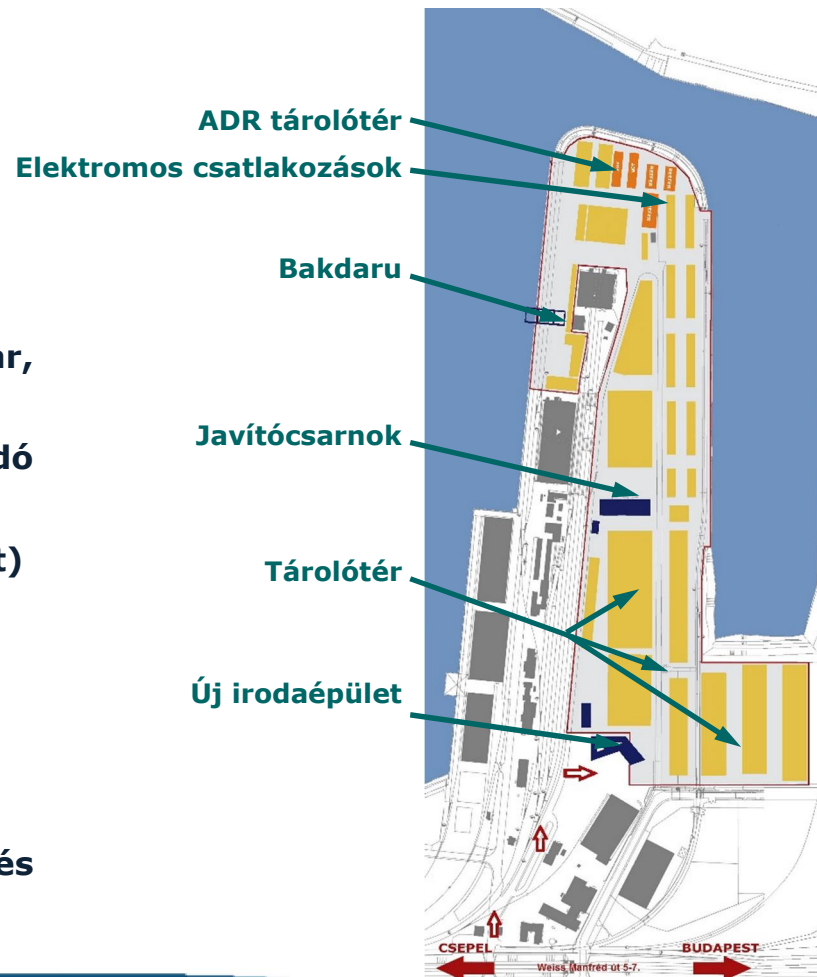 ADR tárolótér
Elektromos csatlakozások
Bakdaru
ar,
Javítócsarnok
dó
t)
Tárolótér
Új irodaépület
és
CSEPEL
Weiss Manfréd út 5-7.
BUDAPEST